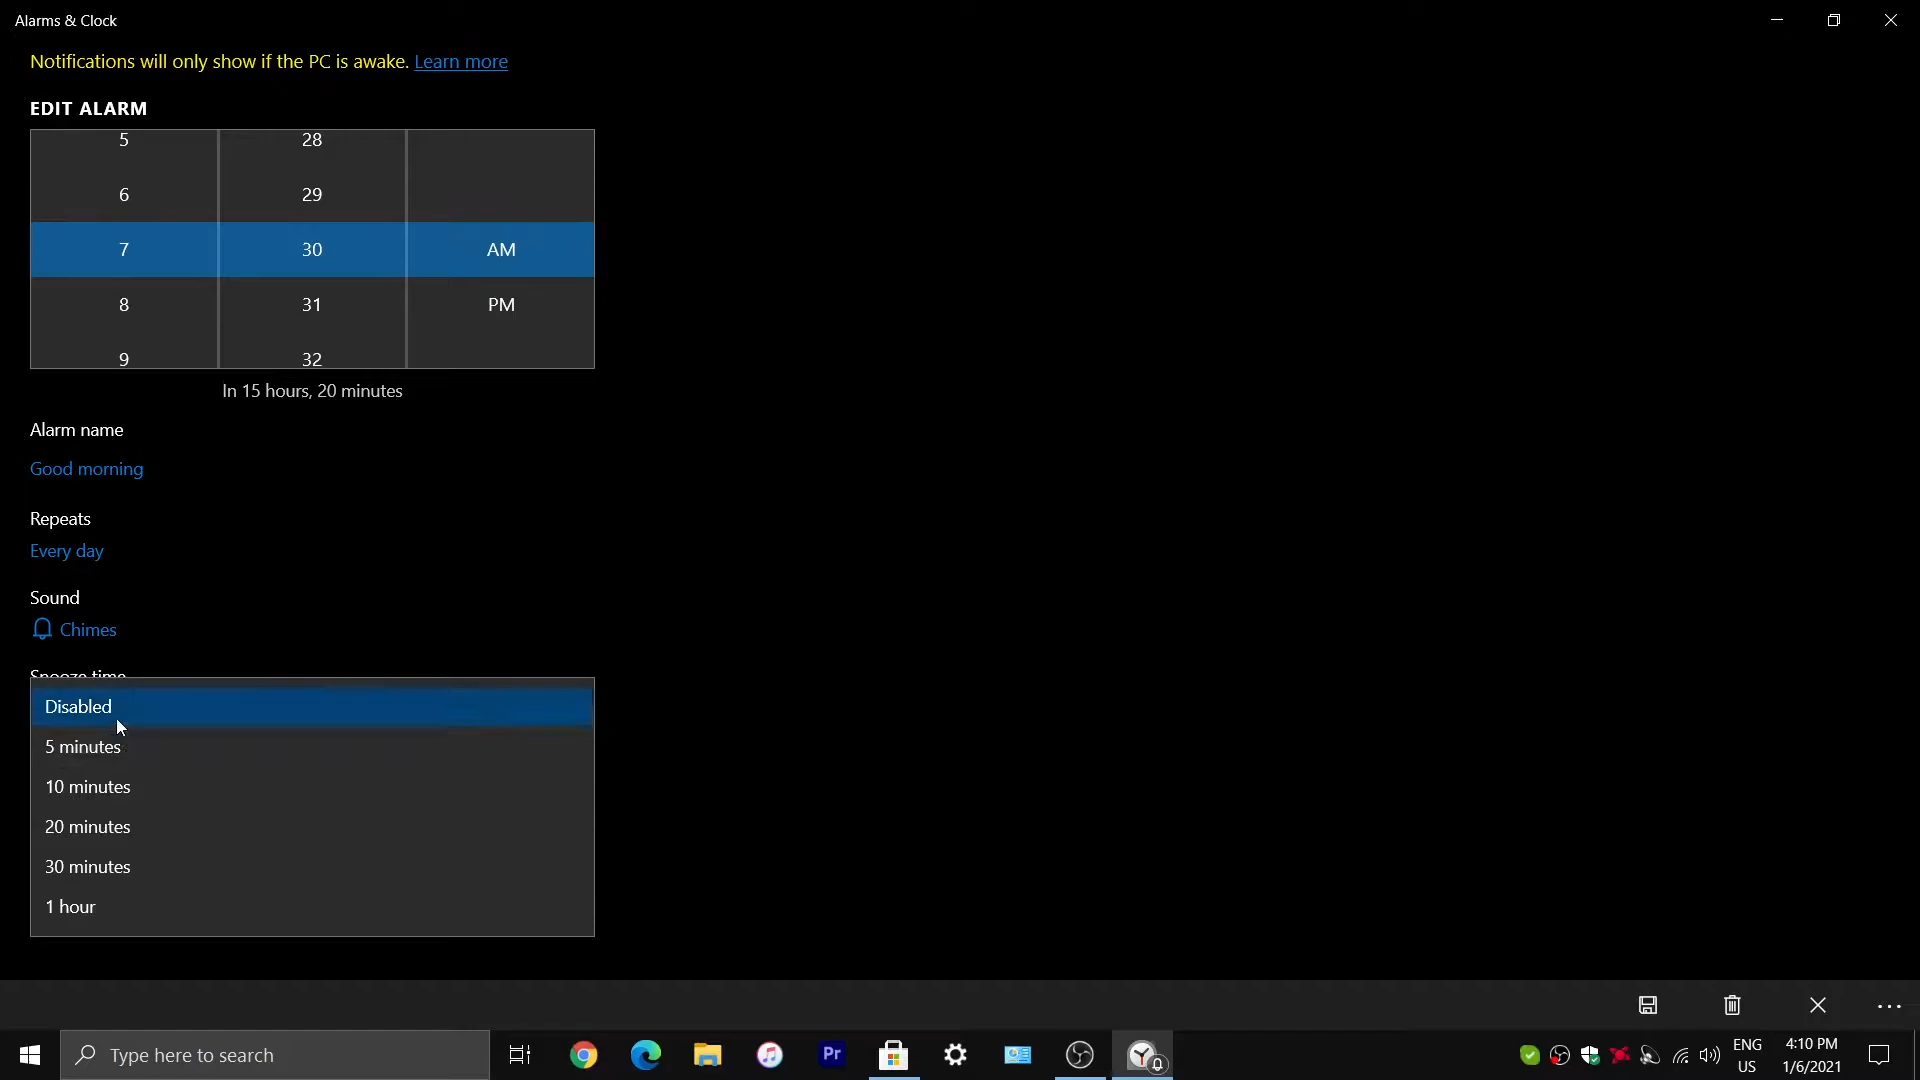 Alarms & Clock
Notifications will only show if the PC is awake. Learn more
EDIT ALARM
5 28
6 29
7 30 AM
8 31 PM
9 32
In 15 hours, 20 minutes
Alarm name
Good morning
Repeats
Every day
Sound
Chimes
Snooze time
Disabled
5 minutes
10 minutes
20 minutes
30 minutes
1 hour
Type here to search
Pr
ENG
US
4:10 PM
1/6/2021